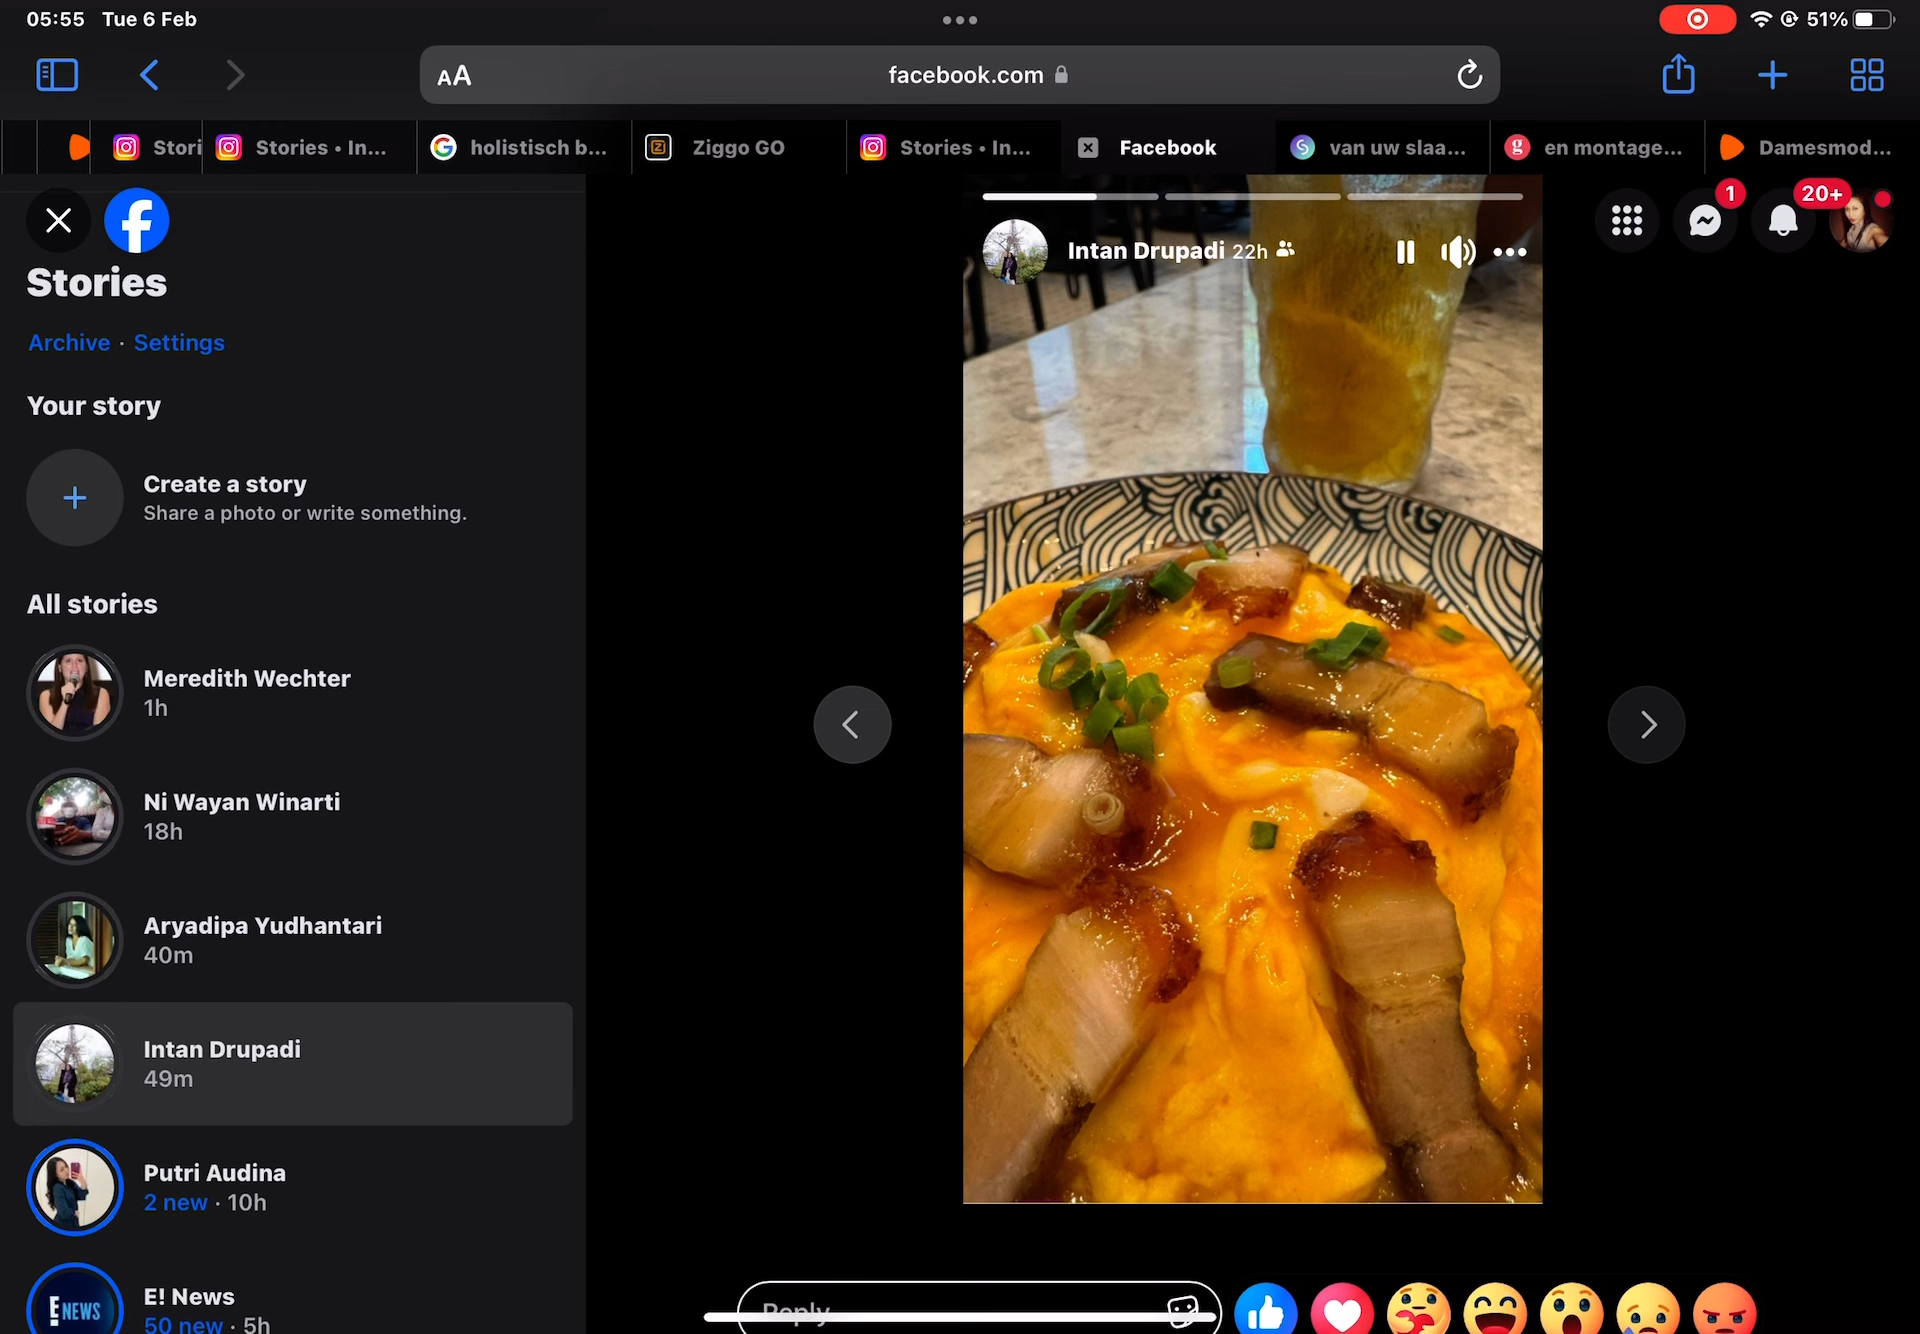 05:55 Tue 6 Feb
51%
AA
facebook.com
Stori
Stories • In...
holistisch b...
Ziggo GO
Stories • In...
Facebook
van uw slaa...
en montage...
Damesmod...
1
20+
Stories
Archive · Settings
Your story
Create a story
Share a photo or write something.
All stories
Meredith Wechter
1h
Ni Wayan Winarti
18h
Aryadipa Yudhantari
40m
Intan Drupadi
49m
Putri Audina
2 new · 10h
E! News
50 new · 5h
E NEWS
Intan Drupadi 22h
Reply